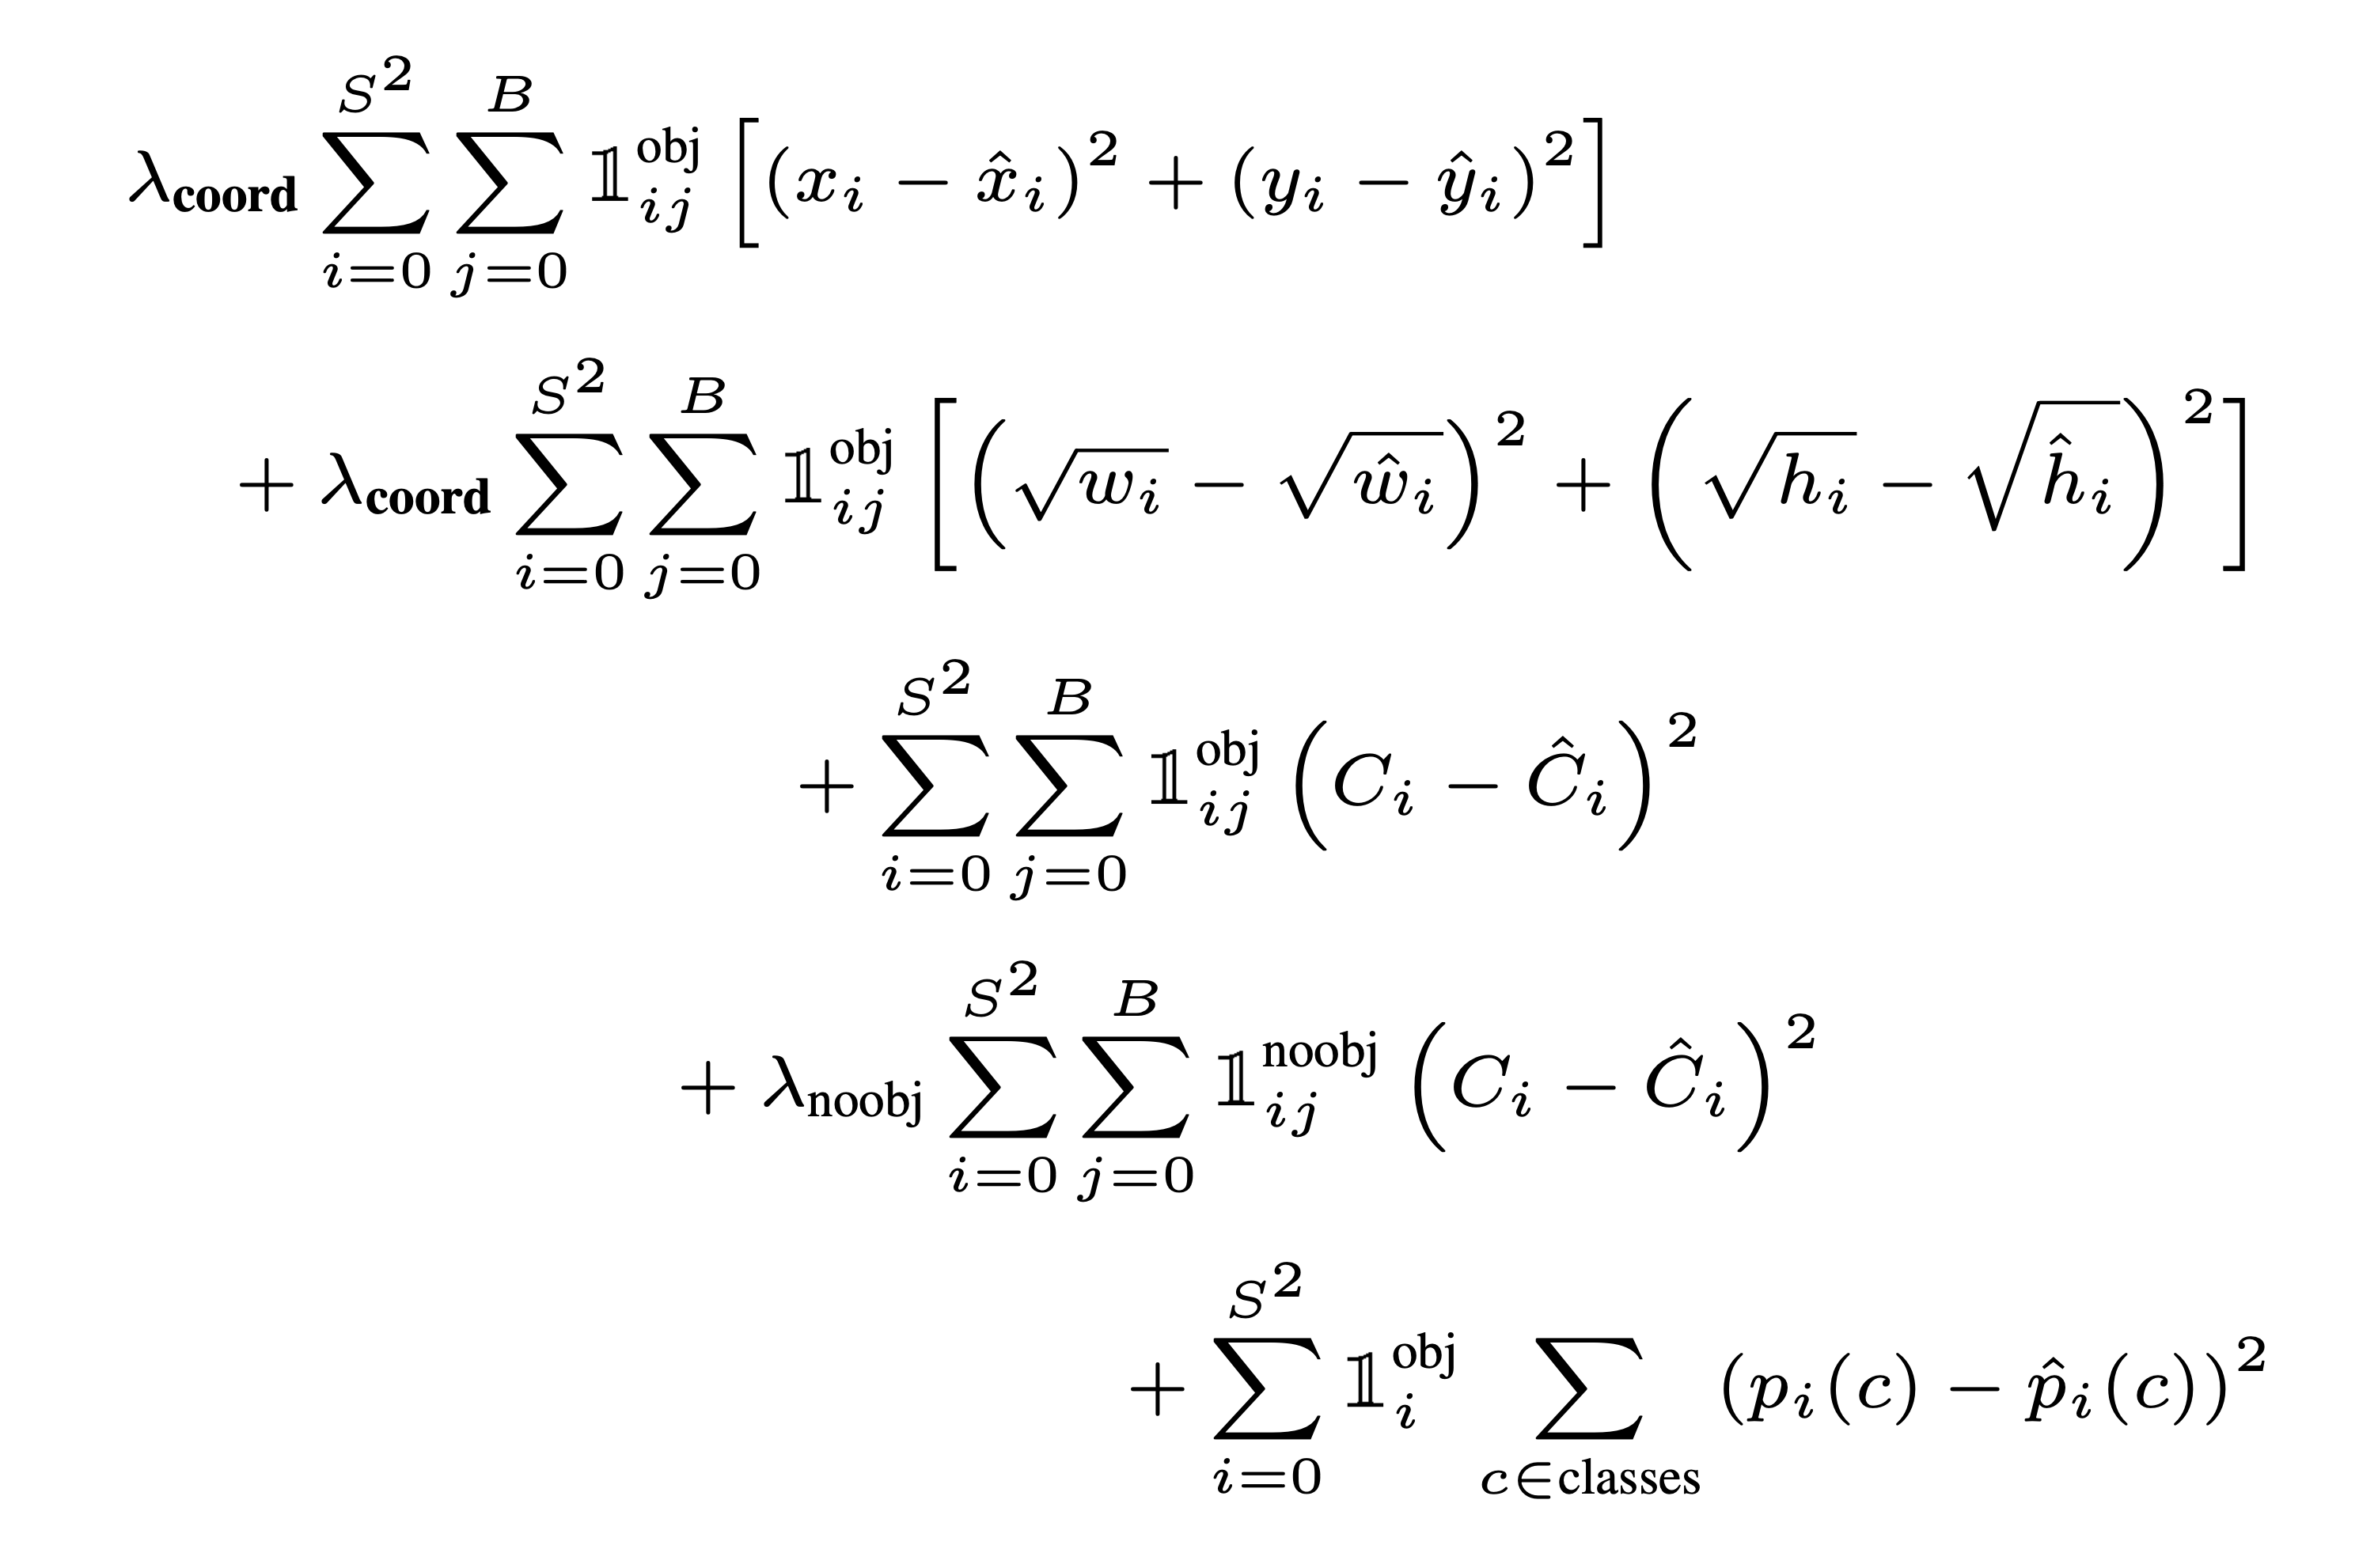 λ_coord ∑_{i=0}^{S^2} ∑_{j=0}^{B} 𝟙_{ij}^{obj} [(x_i − x̂_i)^2 + (y_i − ŷ_i)^2]
+ λ_coord ∑_{i=0}^{S^2} ∑_{j=0}^{B} 𝟙_{ij}^{obj} [(√w_i − √ŵ_i)^2 + (√h_i − √ĥ_i)^2]
+ ∑_{i=0}^{S^2} ∑_{j=0}^{B} 𝟙_{ij}^{obj} (C_i − Ĉ_i)^2
+ λ_noobj ∑_{i=0}^{S^2} ∑_{j=0}^{B} 𝟙_{ij}^{noobj} (C_i − Ĉ_i)^2
+ ∑_{i=0}^{S^2} 𝟙_i^{obj} ∑_{c∈classes} (p_i(c) − p̂_i(c))^2